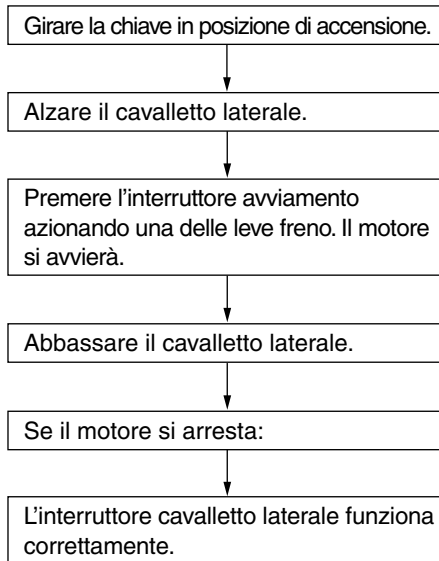 Girare la chiave in posizione di accensione.
Alzare il cavalletto laterale.
Premere l’interruttore avviamento
azionando una delle leve freno. Il motore
si avvierà.
Abbassare il cavalletto laterale.
Se il motore si arresta:
L’interruttore cavalletto laterale funziona
correttamente.